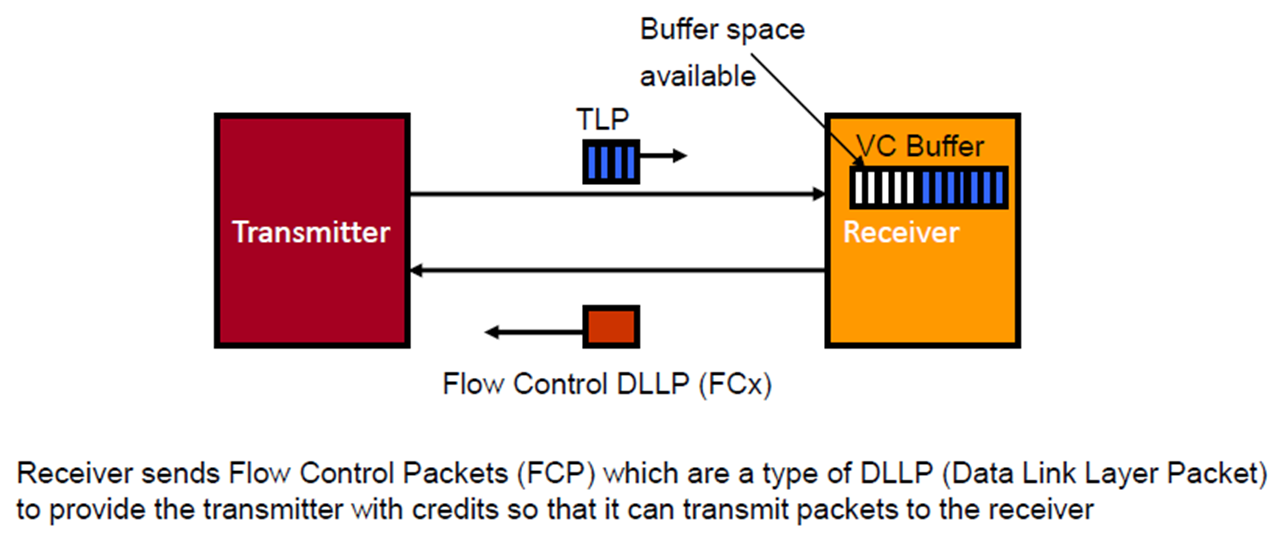 Buffer space
available
TLP
VC Buffer
Transmitter
Receiver
Flow Control DLLP (FCx)
Receiver sends Flow Control Packets (FCP) which are a type of DLLP (Data Link Layer Packet)
to provide the transmitter with credits so that it can transmit packets to the receiver